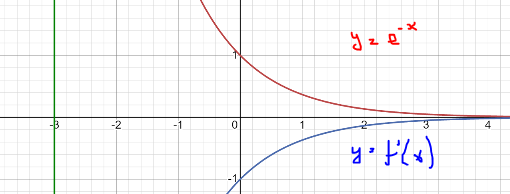 y = e^-x
1
-3 -2 -1 0 1 2 3 4
y = f'(x)
-1